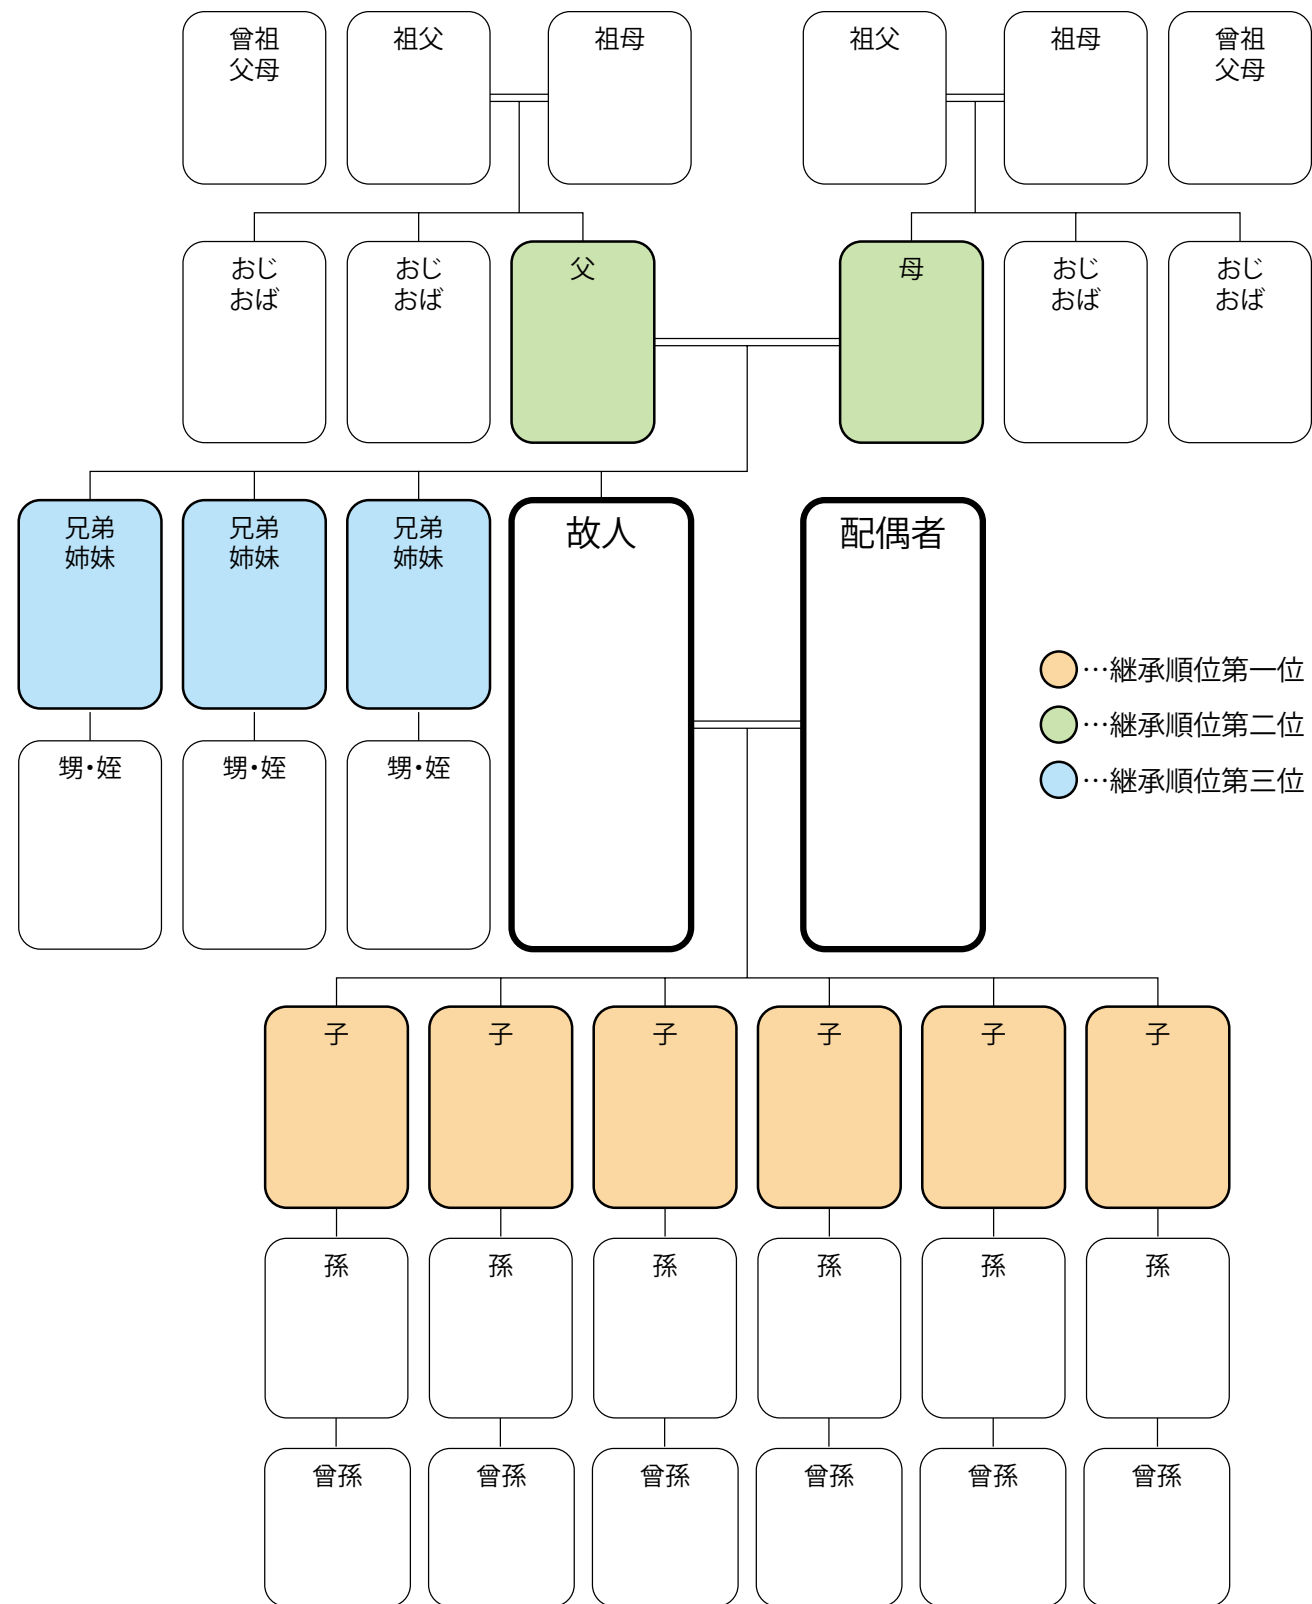 曾祖
父母
祖父
祖母
祖父
祖母
曾祖
父母
おじ
おば
おじ
おば
父
母
おじ
おば
おじ
おば
兄弟
姉妹
兄弟
姉妹
兄弟
姉妹
故人
配偶者
…継承順位第一位
…継承順位第二位
…継承順位第三位
甥・姪
甥・姪
甥・姪
子
子
子
子
子
子
孫
孫
孫
孫
孫
孫
曾孫
曾孫
曾孫
曾孫
曾孫
曾孫